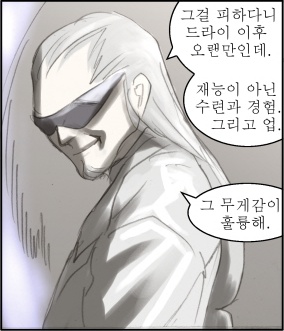 그걸 피하다니
드라이 이후
오랜만인데.
재능이 아닌
수련과 경험.
그리고 업.
그 무게감이
훌륭해.